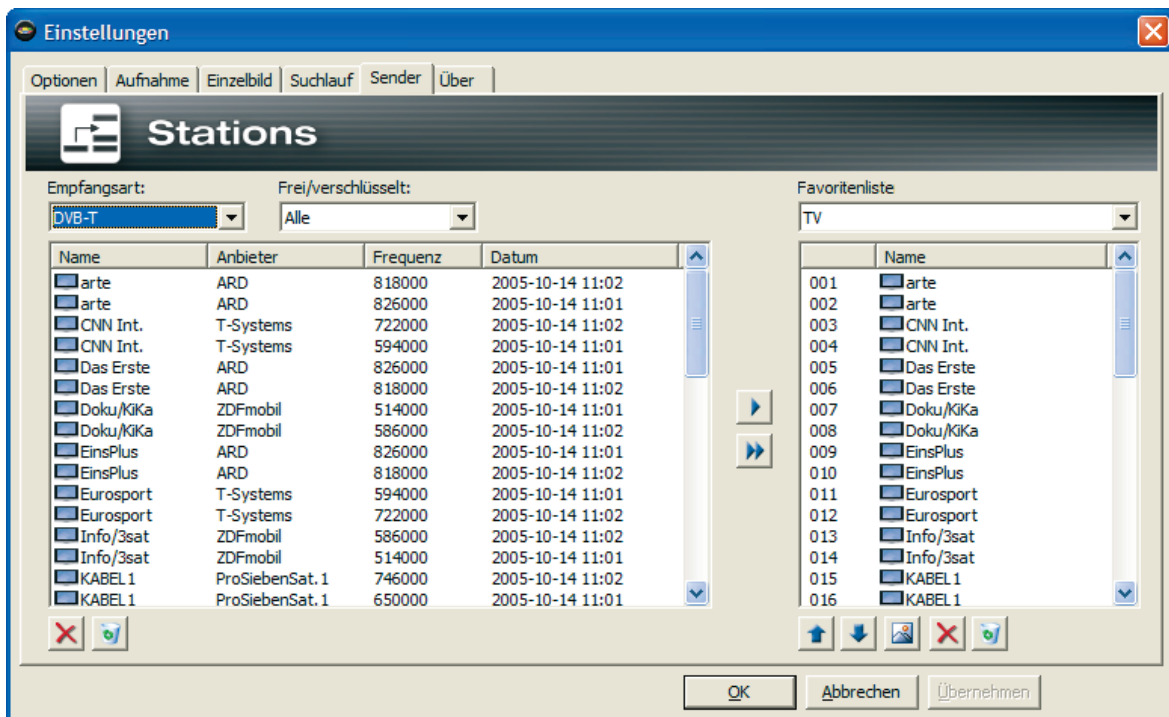 Einstellungen
Optionen Aufnahme Einzelbild Suchlauf Sender Über
Stations
Empfangsart: Frei/verschlüsselt: Favoritenliste
DVB-T Alle TV
Name Anbieter Frequenz Datum Name
arte ARD 818000 2005-10-14 11:02 001 arte
arte ARD 826000 2005-10-14 11:01 002 arte
CNN Int. T-Systems 722000 2005-10-14 11:02 003 CNN Int.
CNN Int. T-Systems 594000 2005-10-14 11:01 004 CNN Int.
Das Erste ARD 826000 2005-10-14 11:01 005 Das Erste
Das Erste ARD 818000 2005-10-14 11:02 006 Das Erste
Doku/KiKa ZDFmobil 514000 2005-10-14 11:01 007 Doku/KiKa
Doku/KiKa ZDFmobil 586000 2005-10-14 11:02 008 Doku/KiKa
EinsPlus ARD 826000 2005-10-14 11:01 009 EinsPlus
EinsPlus ARD 818000 2005-10-14 11:02 010 EinsPlus
Eurosport T-Systems 594000 2005-10-14 11:01 011 Eurosport
Eurosport T-Systems 722000 2005-10-14 11:02 012 Eurosport
Info/3sat ZDFmobil 586000 2005-10-14 11:02 013 Info/3sat
Info/3sat ZDFmobil 514000 2005-10-14 11:01 014 Info/3sat
KABEL1 ProSiebenSat.1 746000 2005-10-14 11:02 015 KABEL1
KABEL1 ProSiebenSat.1 650000 2005-10-14 11:01 016 KABEL1
OK Abbrechen Übernehmen